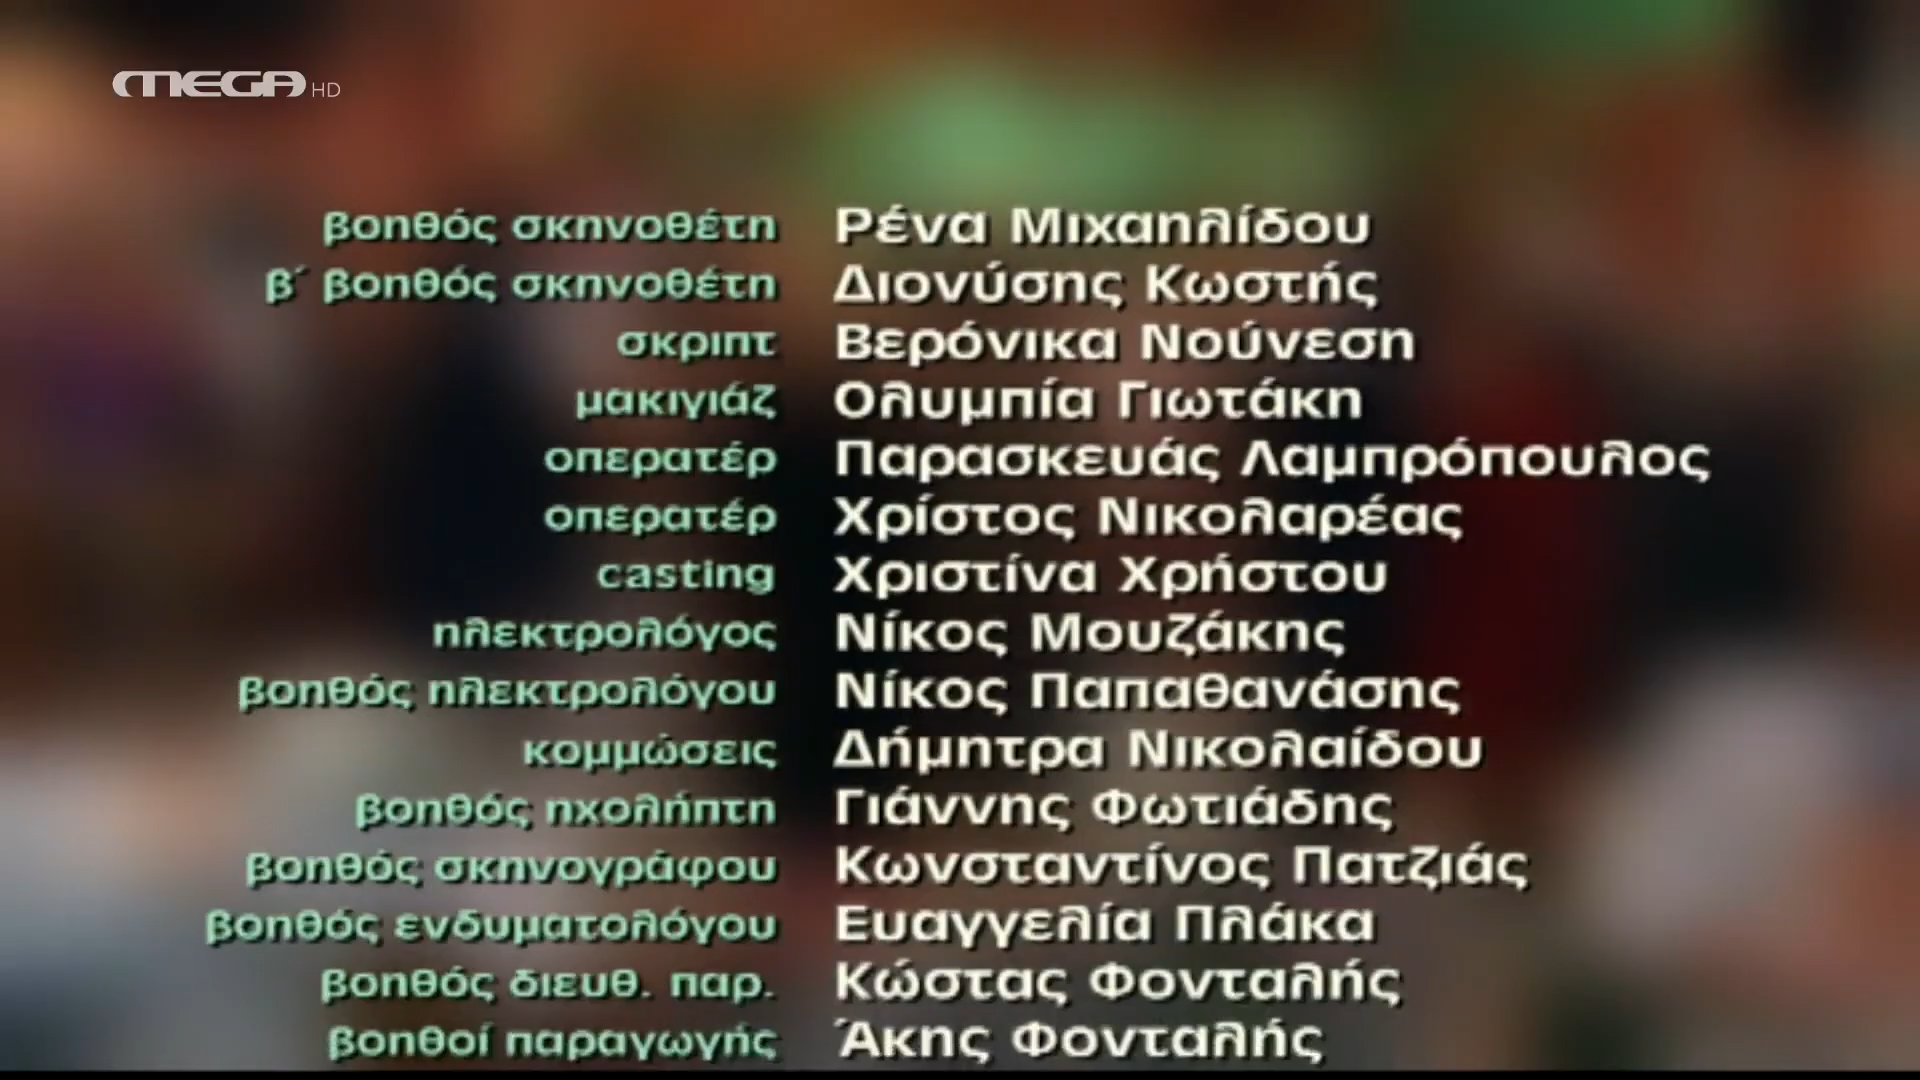 MEGA HD
βοηθός σκηνοθέτη Ρένα Μιχαηλίδου
β΄ βοηθός σκηνοθέτη Διονύσης Κωστής
σκριπτ Βερόνικα Νούνεση
μακιγιάζ Ολυμπία Γιωτάκη
οπερατέρ Παρασκευάς Λαμπρόπουλος
οπερατέρ Χρίστος Νικολαρέας
casting Χριστίνα Χρήστου
ηλεκτρολόγος Νίκος Μουζάκης
βοηθός ηλεκτρολόγου Νίκος Παπαθανάσης
κομμώσεις Δήμητρα Νικολαίδου
βοηθός ηχολήπτη Γιάννης Φωτιάδης
βοηθός σκηνογράφου Κωνσταντίνος Πατζιάς
βοηθός ενδυματολόγου Ευαγγελία Πλάκα
βοηθός διευθ. παρ. Κώστας Φονταλής
βοηθοί παραγωγής Άκης Φονταλής